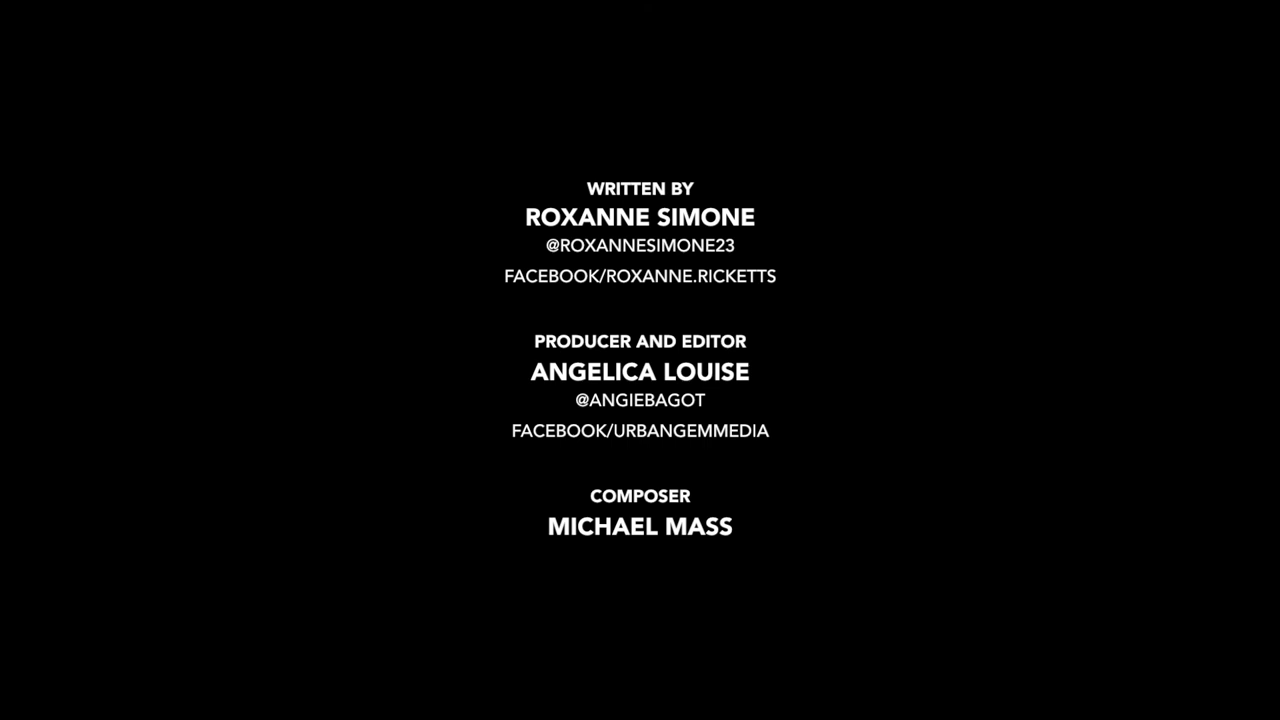 WRITTEN BY
ROXANNE SIMONE
@ROXANNESIMONE23
FACEBOOK/ROXANNE.RICKETTS
PRODUCER AND EDITOR
ANGELICA LOUISE
@ANGIEBAGOT
FACEBOOK/URBANGEMMEDIA
COMPOSER
MICHAEL MASS